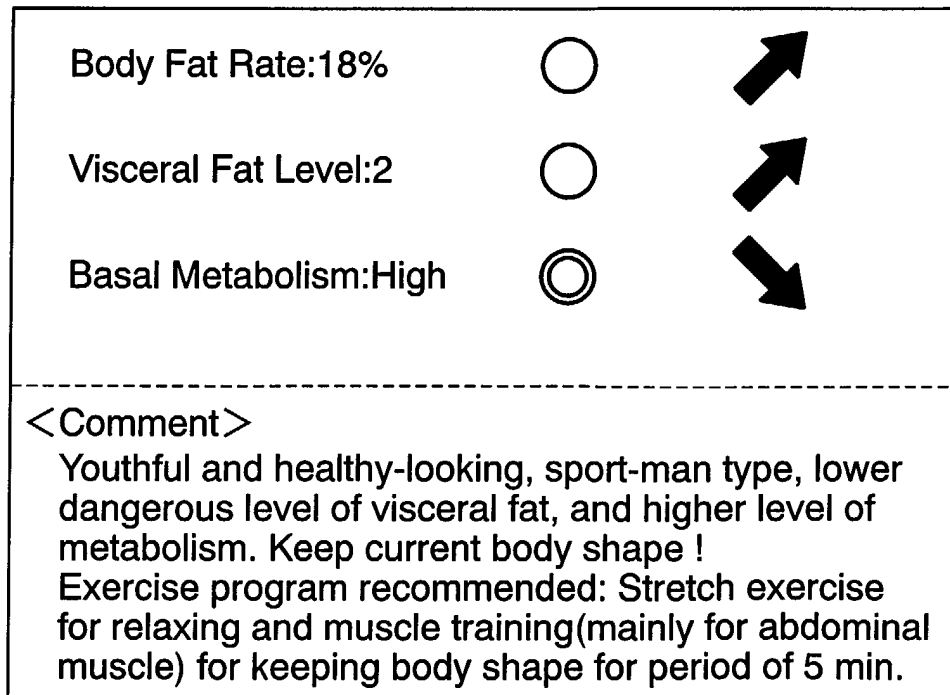 Body Fat Rate:18%
Visceral Fat Level:2
Basal Metabolism:High
<Comment>
Youthful and healthy-looking, sport-man type, lower
dangerous level of visceral fat, and higher level of
metabolism. Keep current body shape !
Exercise program recommended: Stretch exercise
for relaxing and muscle training(mainly for abdominal
muscle) for keeping body shape for period of 5 min.